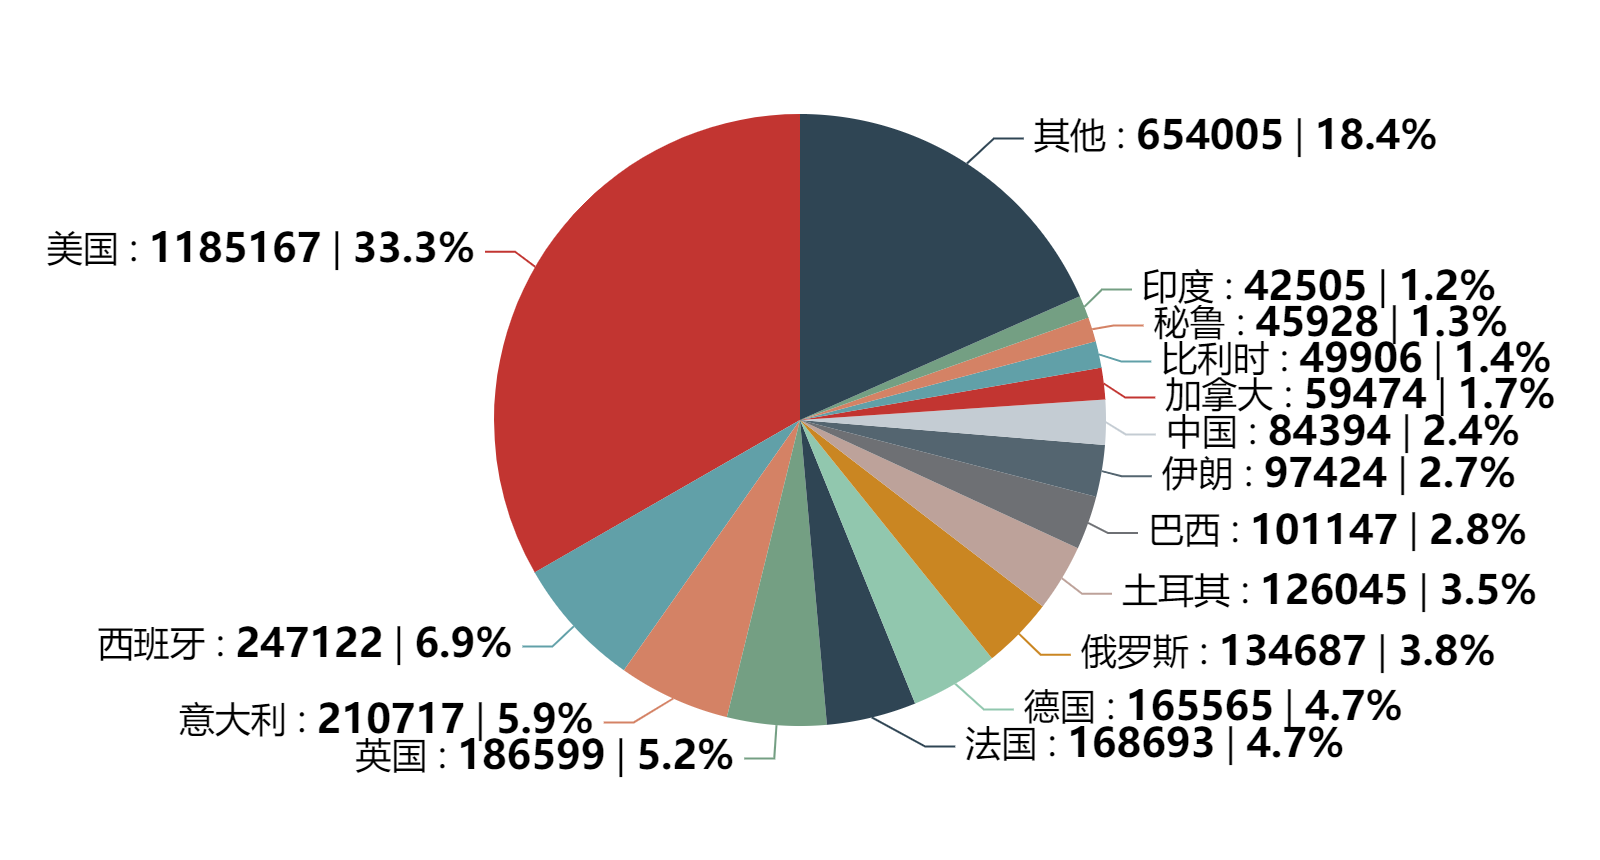 其他 : 654005 | 18.4%
美国 : 1185167 | 33.3%
印度 : 42505 | 1.2%
秘鲁 : 45928 | 1.3%
比利时 : 49906 | 1.4%
加拿大 : 59474 | 1.7%
中国 : 84394 | 2.4%
伊朗 : 97424 | 2.7%
巴西 : 101147 | 2.8%
土耳其 : 126045 | 3.5%
西班牙 : 247122 | 6.9%
俄罗斯 : 134687 | 3.8%
德国 : 165565 | 4.7%
意大利 : 210717 | 5.9%
法国 : 168693 | 4.7%
英国 : 186599 | 5.2%